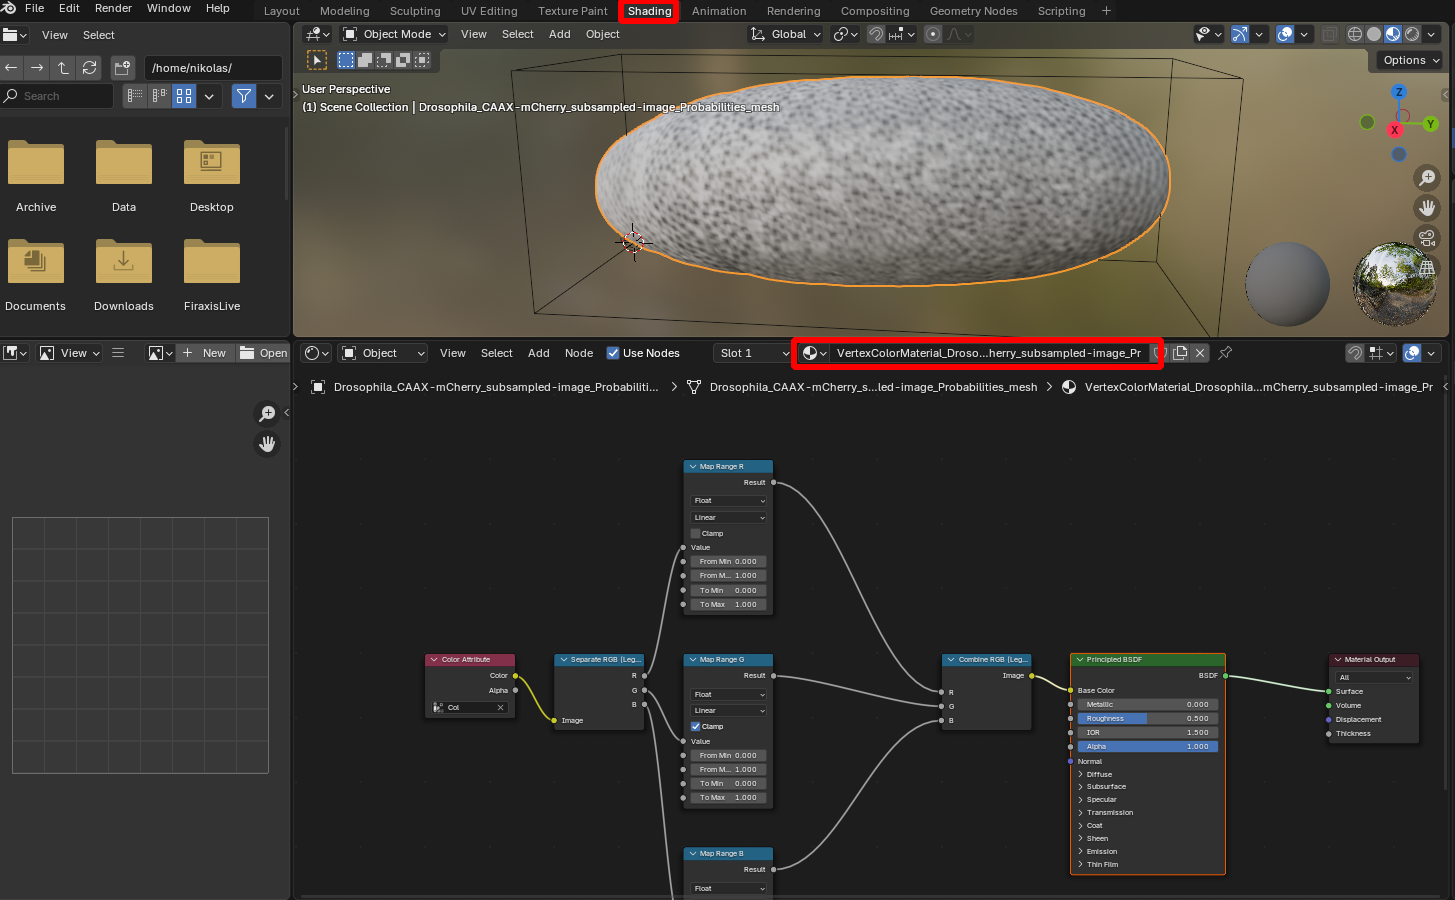 File Edit Render Window Help
Layout Modeling Sculpting UV Editing Texture Paint Shading Animation Rendering Compositing Geometry Nodes Scripting +
View Select
Object Mode View Select Add Object Global
/home/nikolas/
Search
Options
Archive Data Desktop
Documents Downloads FiraxisLive
User Perspective
(1) Scene Collection | Drosophila_CAAX-mCherry_subsampled-image_Probabilities_mesh
Z
Y
X
View New Open
Object View Select Add Node Use Nodes Slot 1 VertexColorMaterial_Droso...herry_subsampled-image_Pr
Drosophila_CAAX-mCherry_subsampled-image_Probabiliti... Drosophila_CAAX-mCherry_s...led-image_Probabilities_mesh VertexColorMaterial_Drosophila...mCherry_subsampled-image_Pr
Map Range R
Result
Float
Linear
Clamp
Value
From Min 0.000
From M... 1.000
To Min 0.000
To Max 1.000
Color Attribute
Color
Alpha
Col
Separate RGB (Leg...
R
G
B
Image
Map Range G
Result
Float
Linear
Clamp
Value
From Min 0.000
From M... 1.000
To Min 0.000
To Max 1.000
Map Range B
Result
Float
Combine RGB (Leg...
Image
R
G
B
Principled BSDF
BSDF
Base Color
Metallic 0.000
Roughness 0.500
IOR 1.500
Alpha 1.000
Normal
Diffuse
Subsurface
Specular
Transmission
Coat
Sheen
Emission
Thin Film
Material Output
All
Surface
Volume
Displacement
Thickness